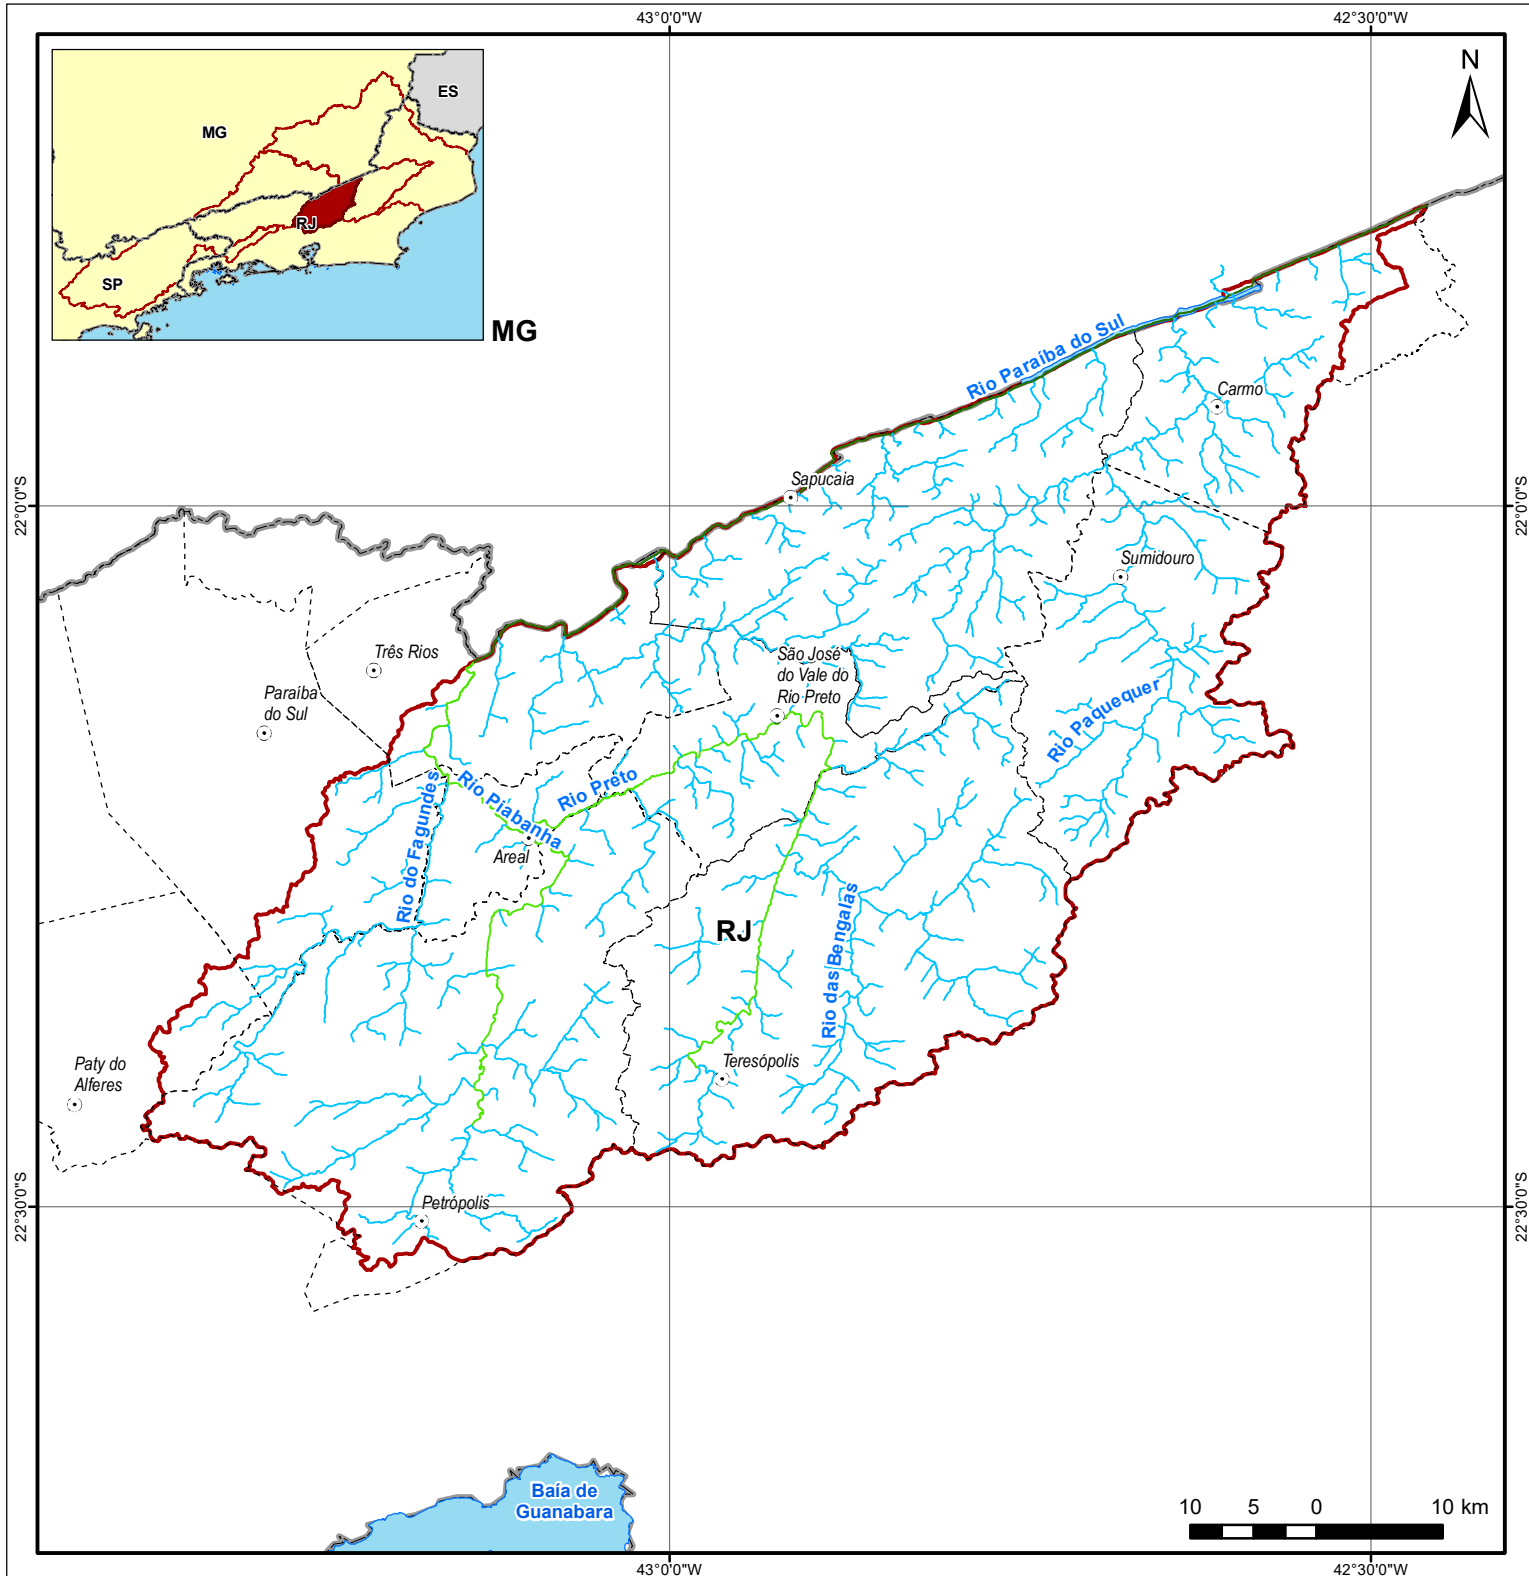 43°0'0"W
42°30'0"W
ES
MG
RJ
SP
N
MG
Rio Paraíba do Sul
Carmo
Sapucaia
22°0'0"S
22°0'0"S
Sumidouro
Três Rios
São José
do Vale do
Rio Preto
Paraíba
do Sul
Rio Paquequer
Rio Piabanha
Rio Preto
Rio do Fagundes
Areal
RJ
Rio das Bengalas
Teresópolis
Paty do
Alferes
Petrópolis
22°30'0"S
22°30'0"S
Baía de
Guanabara
10 5 0 10 km
43°0'0"W
42°30'0"W